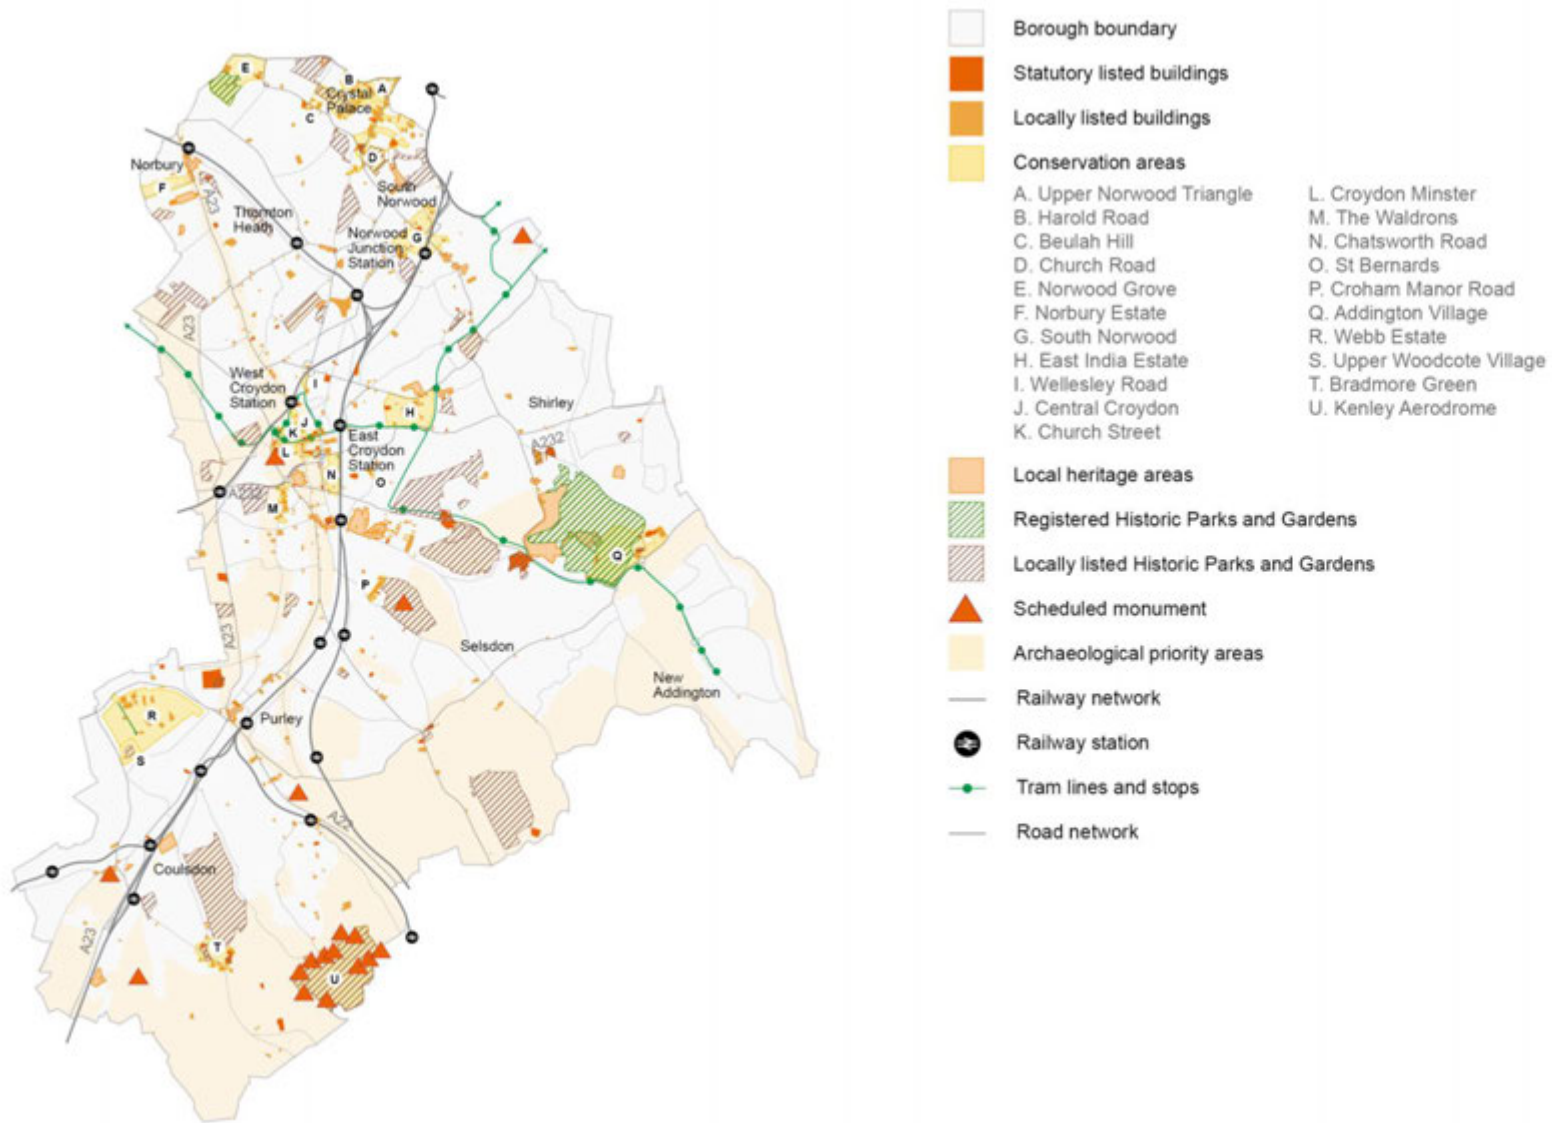 E
B
A
Crystal
Palace
C
D
Norbury
F
A23
South
Norwood
Thornton
Heath
Norwood
Junction
Station
G
A23
West
Croydon
Station
I
H
Shirley
J
K
L
East
Croydon
Station
A232
N
O
A232
M
Q
P
A23
Selsdon
New
Addington
R
Purley
S
A22
Coulsdon
A23
T
U
Borough boundary
Statutory listed buildings
Locally listed buildings
Conservation areas
A. Upper Norwood Triangle
B. Harold Road
C. Beulah Hill
D. Church Road
E. Norwood Grove
F. Norbury Estate
G. South Norwood
H. East India Estate
I. Wellesley Road
J. Central Croydon
K. Church Street
L. Croydon Minster
M. The Waldrons
N. Chatsworth Road
O. St Bernards
P. Croham Manor Road
Q. Addington Village
R. Webb Estate
S. Upper Woodcote Village
T. Bradmore Green
U. Kenley Aerodrome
Local heritage areas
Registered Historic Parks and Gardens
Locally listed Historic Parks and Gardens
Scheduled monument
Archaeological priority areas
Railway network
Railway station
Tram lines and stops
Road network